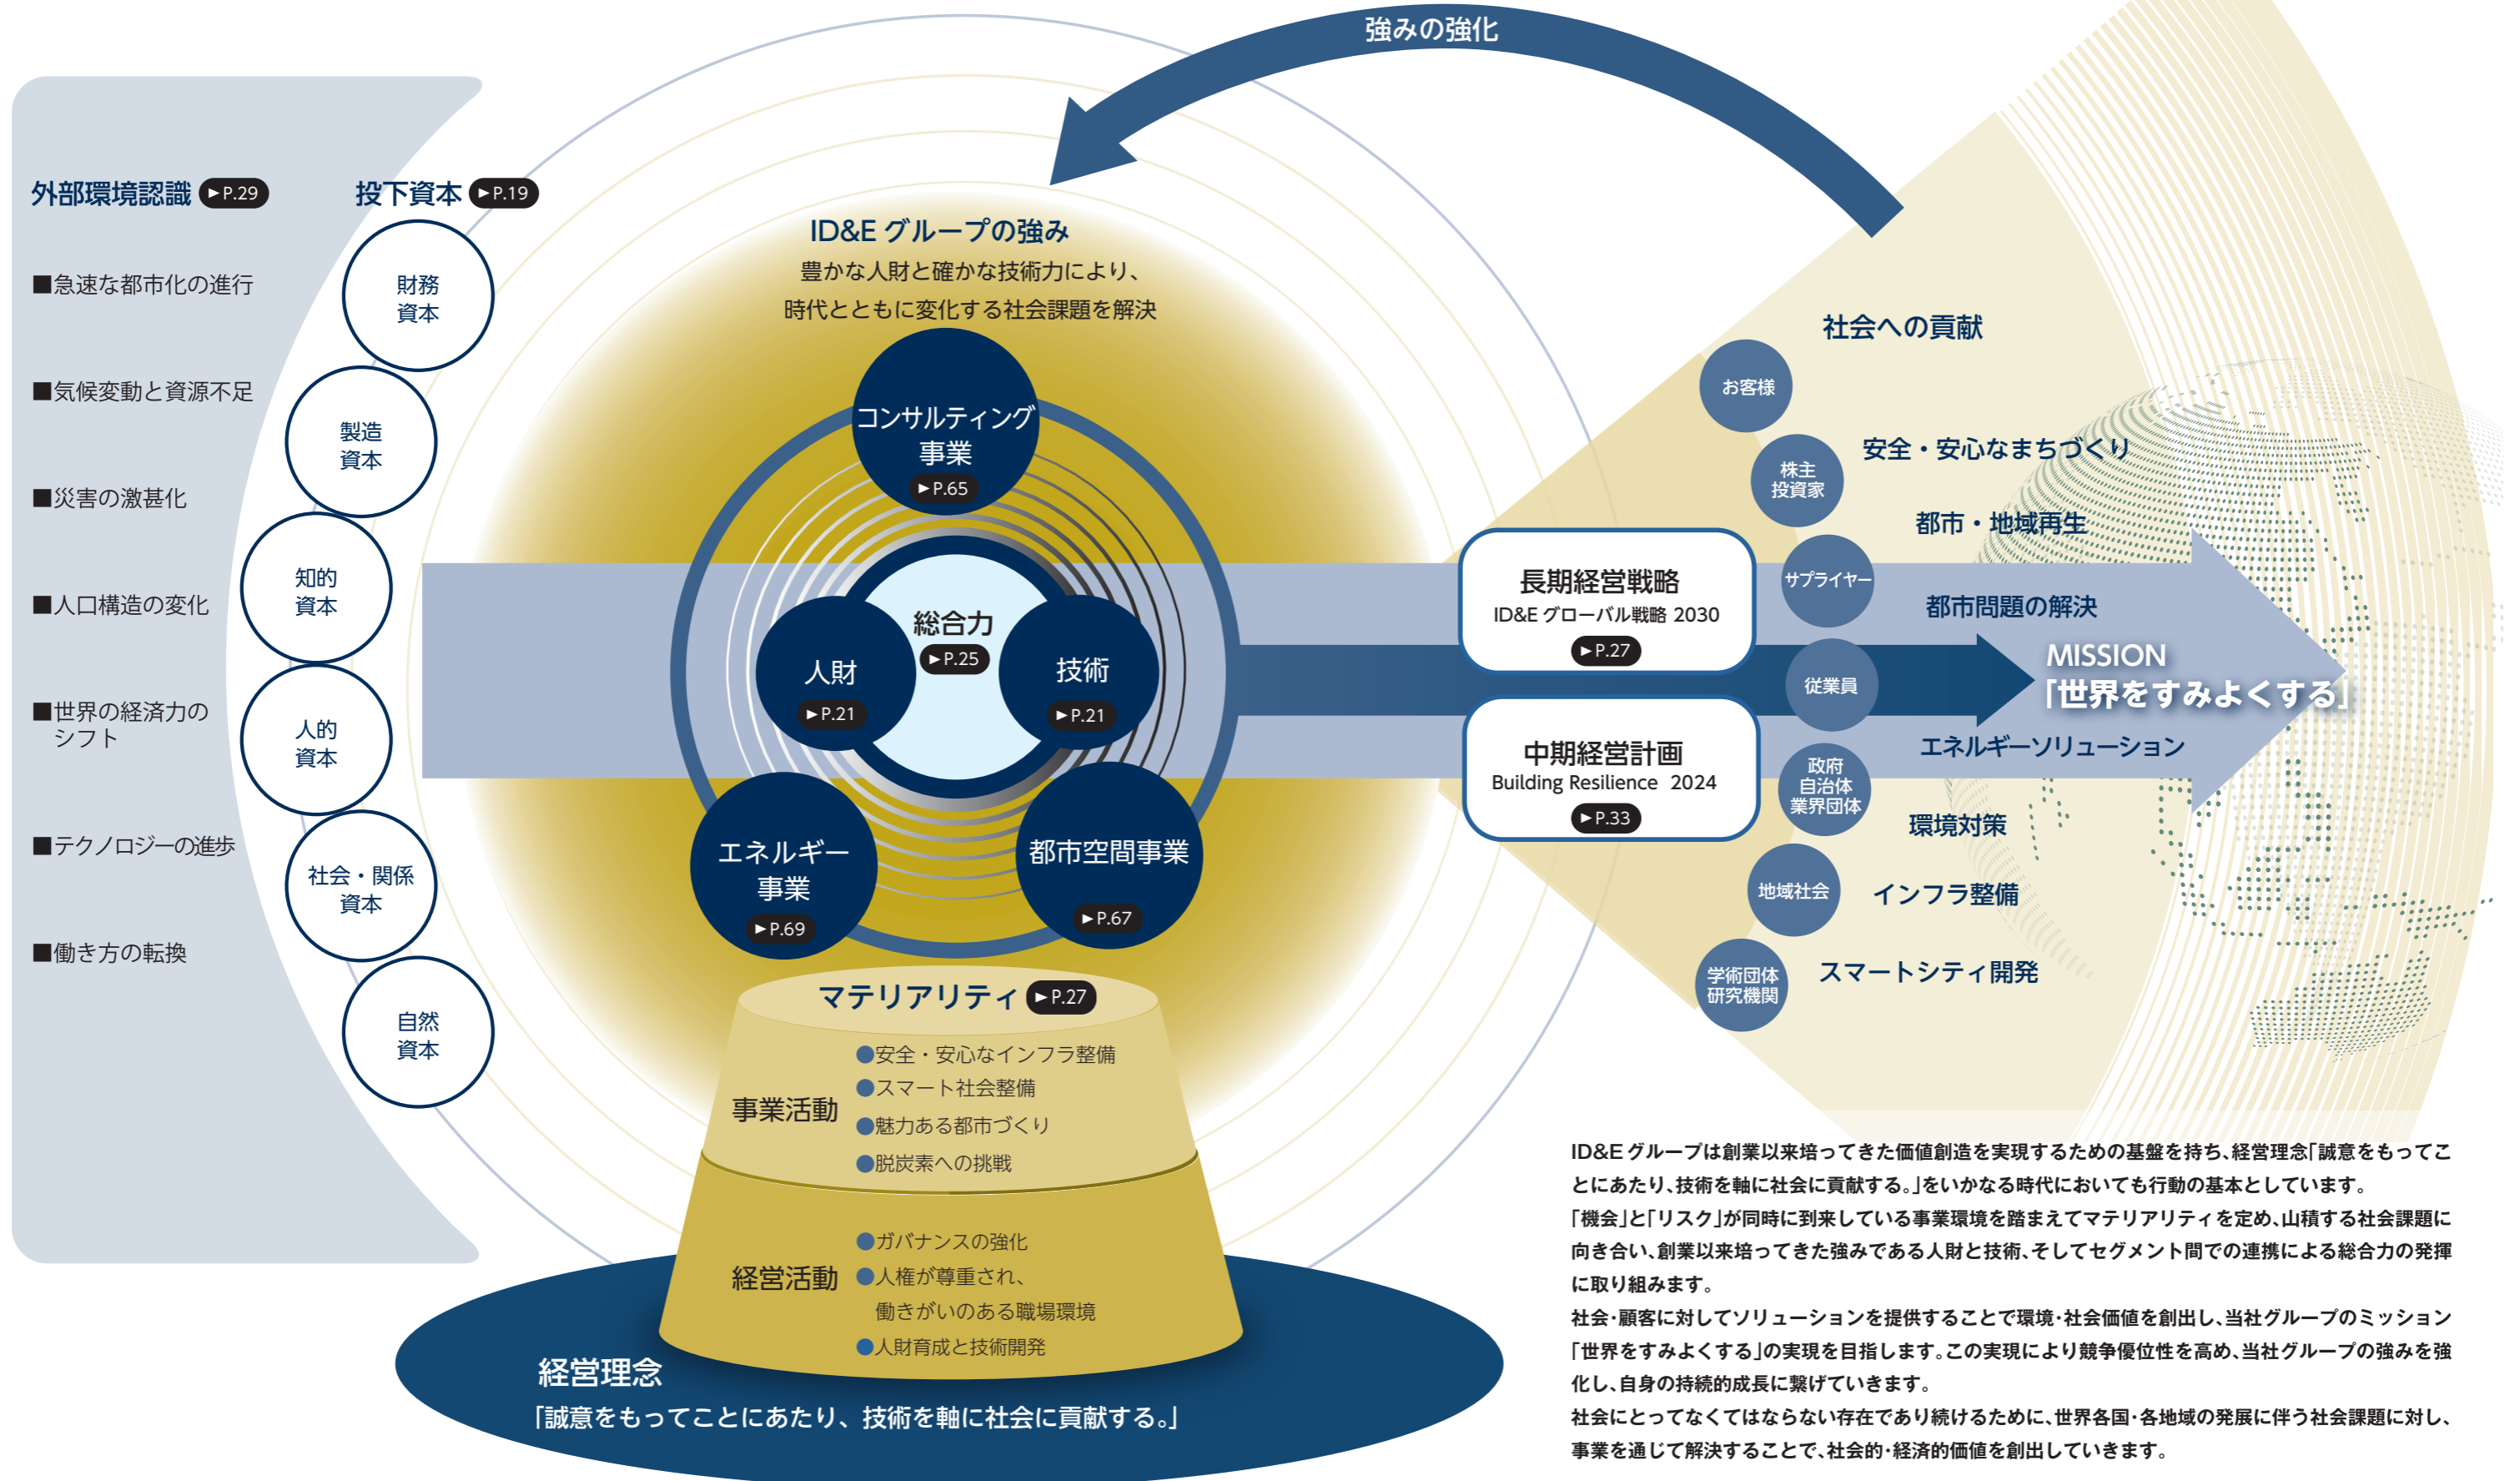 強みの強化
外部環境認識 ►P.29
■急速な都市化の進行
■気候変動と資源不足
■災害の激甚化
■人口構造の変化
■世界の経済力の
シフト
■テクノロジーの進歩
■働き方の転換
投下資本 ►P.19
財務
資本
製造
資本
知的
資本
人的
資本
社会・関係
資本
自然
資本
ID&E グループの強み
豊かな人財と確かな技術力により、
時代とともに変化する社会課題を解決
コンサルティング
事業
►P.65
総合力
►P.25
人財
►P.21
技術
►P.21
エネルギー
事業
►P.69
都市空間事業
►P.67
マテリアリティ ►P.27
事業活動
●安全・安心なインフラ整備
●スマート社会整備
●魅力ある都市づくり
●脱炭素への挑戦
経営活動
●ガバナンスの強化
●人権が尊重され、
働きがいのある職場環境
●人財育成と技術開発
経営理念
「誠意をもってことにあたり、技術を軸に社会に貢献する。」
長期経営戦略
ID&E グローバル戦略 2030
►P.27
中期経営計画
Building Resilience 2024
►P.33
お客様
株主
投資家
サプライヤー
従業員
政府
自治体
業界団体
地域社会
学術団体
研究機関
社会への貢献
安全・安心なまちづくり
都市・地域再生
都市問題の解決
MISSION
「世界をすみよくする」
エネルギーソリューション
環境対策
インフラ整備
スマートシティ開発
ID&Eグループは創業以来培ってきた価値創造を実現するための基盤を持ち、経営理念「誠意をもってこ
とにあたり、技術を軸に社会に貢献する。」をいかなる時代においても行動の基本としています。
「機会」と「リスク」が同時に到来している事業環境を踏まえてマテリアリティを定め、山積する社会課題に
向き合い、創業以来培ってきた強みである人財と技術、そしてセグメント間での連携による総合力の発揮
に取り組みます。
社会・顧客に対してソリューションを提供することで環境・社会価値を創出し、当社グループのミッション
「世界をすみよくする」の実現を目指します。この実現により競争優位性を高め、当社グループの強みを強
化し、自身の持続的成長に繋げていきます。
社会にとってなくてはならない存在であり続けるために、世界各国・各地域の発展に伴う社会課題に対し、
事業を通じて解決することで、社会的・経済的価値を創出していきます。